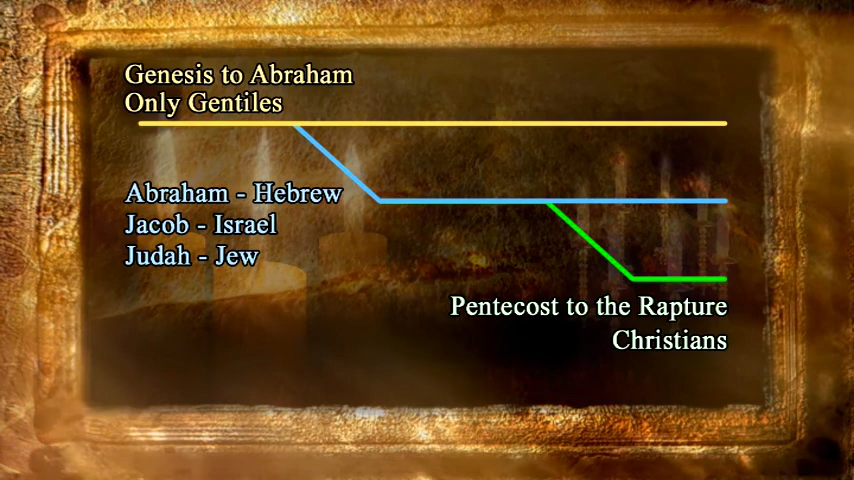 Genesis to Abraham
Only Gentiles
Abraham - Hebrew
Jacob - Israel
Judah - Jew
Pentecost to the Rapture
Christians